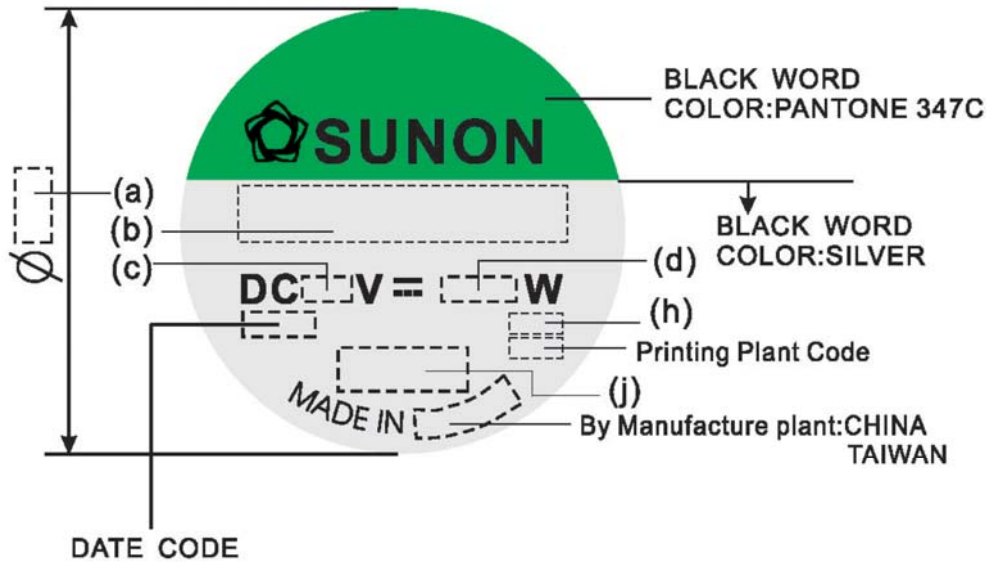 BLACK WORD
COLOR:PANTONE 347C
SUNON
(a)
(b)
BLACK WORD
COLOR:SILVER
(c)
(d)
Ø
DC V ⎓ W
(h)
Printing Plant Code
(j)
MADE IN
By Manufacture plant:CHINA
TAIWAN
DATE CODE